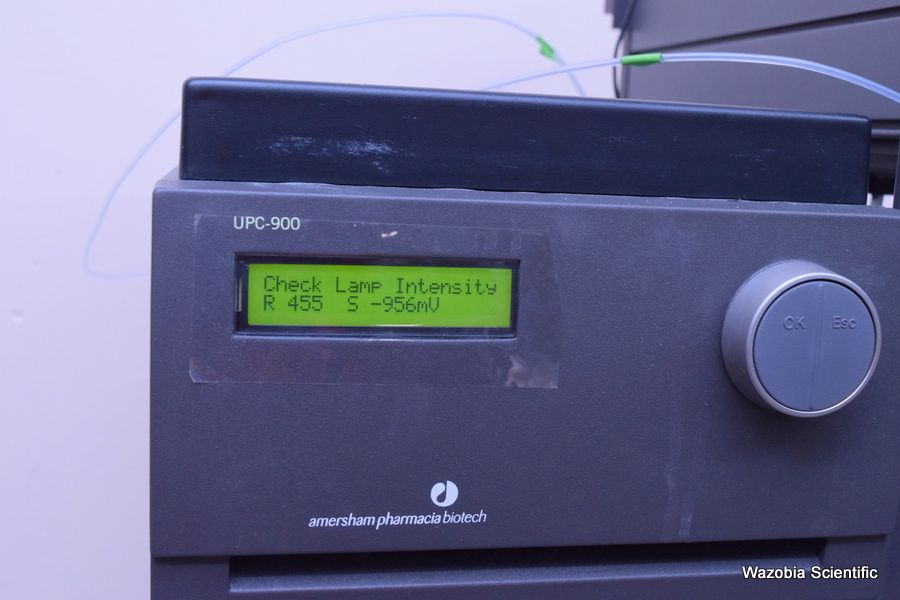 UPC-900
Check Lamp Intensity
R 455 S -956mV
OK Esc
amersham pharmacia biotech
Wazobia Scientific